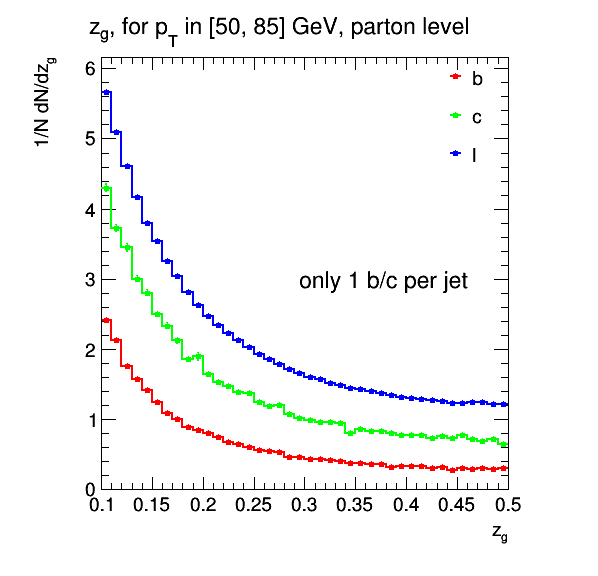 z_g, for p_T in [50, 85] GeV, parton level
1/N dN/dz_g
6
5
4
3
2
1
0
b
c
l
only 1 b/c per jet
0.1 0.15 0.2 0.25 0.3 0.35 0.4 0.45 0.5
z_g